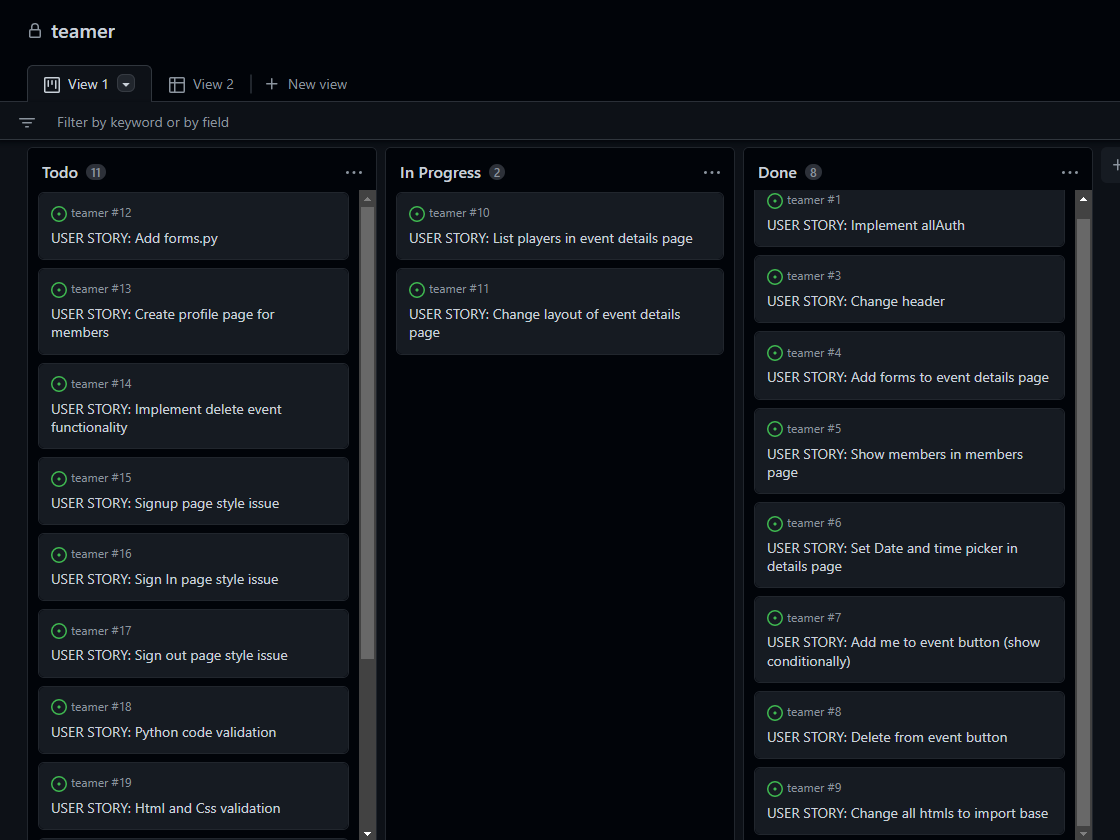 teamer
View 1
View 2
New view
Filter by keyword or by field
Todo 11
teamer #12
USER STORY: Add forms.py
teamer #13
USER STORY: Create profile page for
members
teamer #14
USER STORY: Implement delete event
functionality
teamer #15
USER STORY: Signup page style issue
teamer #16
USER STORY: Sign In page style issue
teamer #17
USER STORY: Sign out page style issue
teamer #18
USER STORY: Python code validation
teamer #19
USER STORY: Html and Css validation
In Progress 2
teamer #10
USER STORY: List players in event details page
teamer #11
USER STORY: Change layout of event details
page
Done 8
teamer #1
USER STORY: Implement allAuth
teamer #3
USER STORY: Change header
teamer #4
USER STORY: Add forms to event details page
teamer #5
USER STORY: Show members in members
page
teamer #6
USER STORY: Set Date and time picker in
details page
teamer #7
USER STORY: Add me to event button (show
conditionally)
teamer #8
USER STORY: Delete from event button
teamer #9
USER STORY: Change all htmls to import base